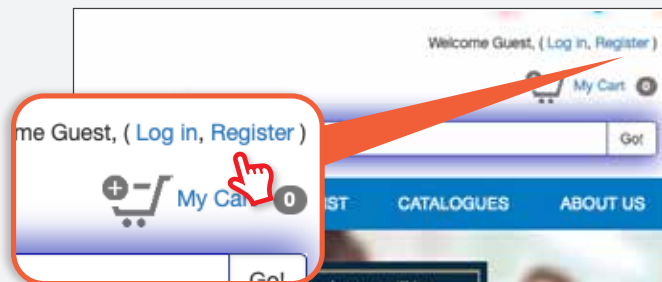 Welcome Guest, ( Log in, Register )
My Cart 0
Go!
me Guest, ( Log in, Register )
My Car 0
Go!
IST CATALOGUES ABOUT US